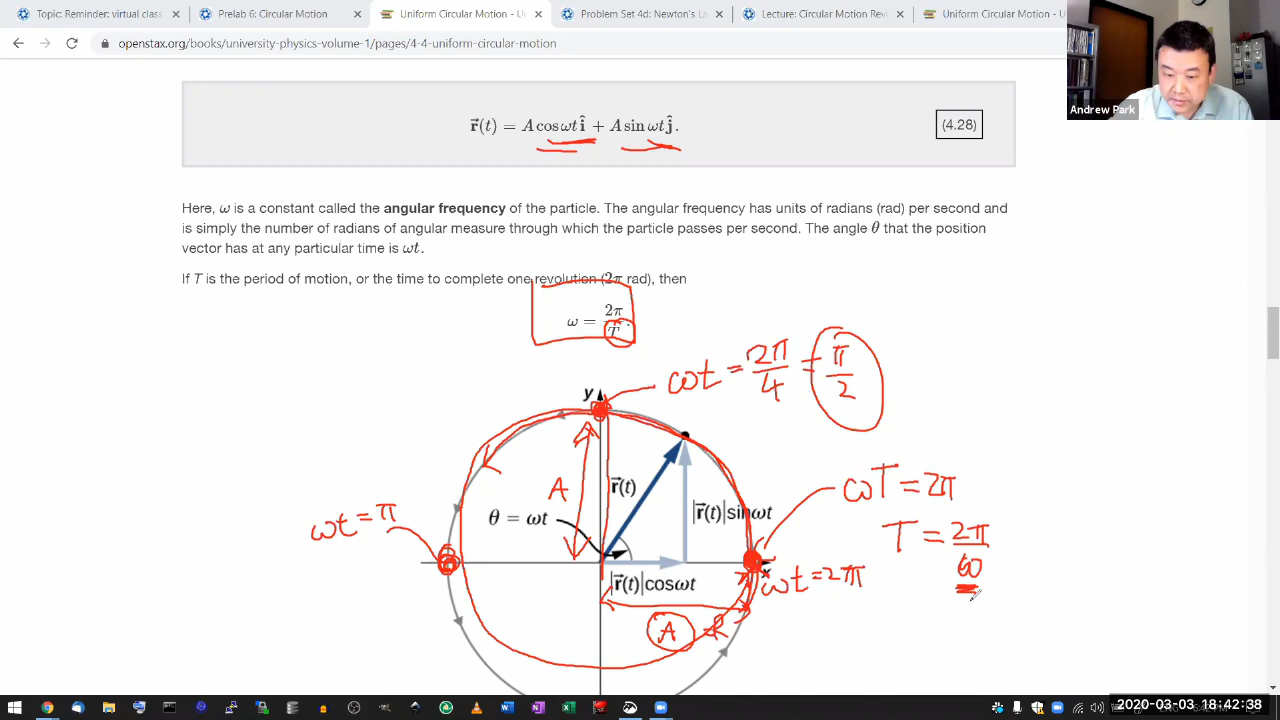 Topic: Virtual class session
Prelab 6: Circular Motion
Uniform Circular Motion - Un
Problem Set 4d: Newton's La
Lecture: Circular Motion Rev
Uniform Circular Motion - Un
openstax.org/books/university-physics-volume-1/pages/4-4-uniform-circular-motion
Andrew Park
r⃗(t) = A cos ωt î + A sin ωt ĵ. (4.28)
Here, ω is a constant called the angular frequency of the particle. The angular frequency has units of radians (rad) per second and
is simply the number of radians of angular measure through which the particle passes per second. The angle θ that the position
vector has at any particular time is ωt.
If T is the period of motion, or the time to complete one revolution (2π rad), then
ω = 2π/T.
ωt = 2π/4 = π/2
y
ωT = 2π
A
r⃗(t)
|r⃗(t)|sinωt
ωt = π
θ = ωt
T = 2π/ω
x
|r⃗(t)|cosωt
ωt = 2π
A
R
2020-03-03 18:42:38